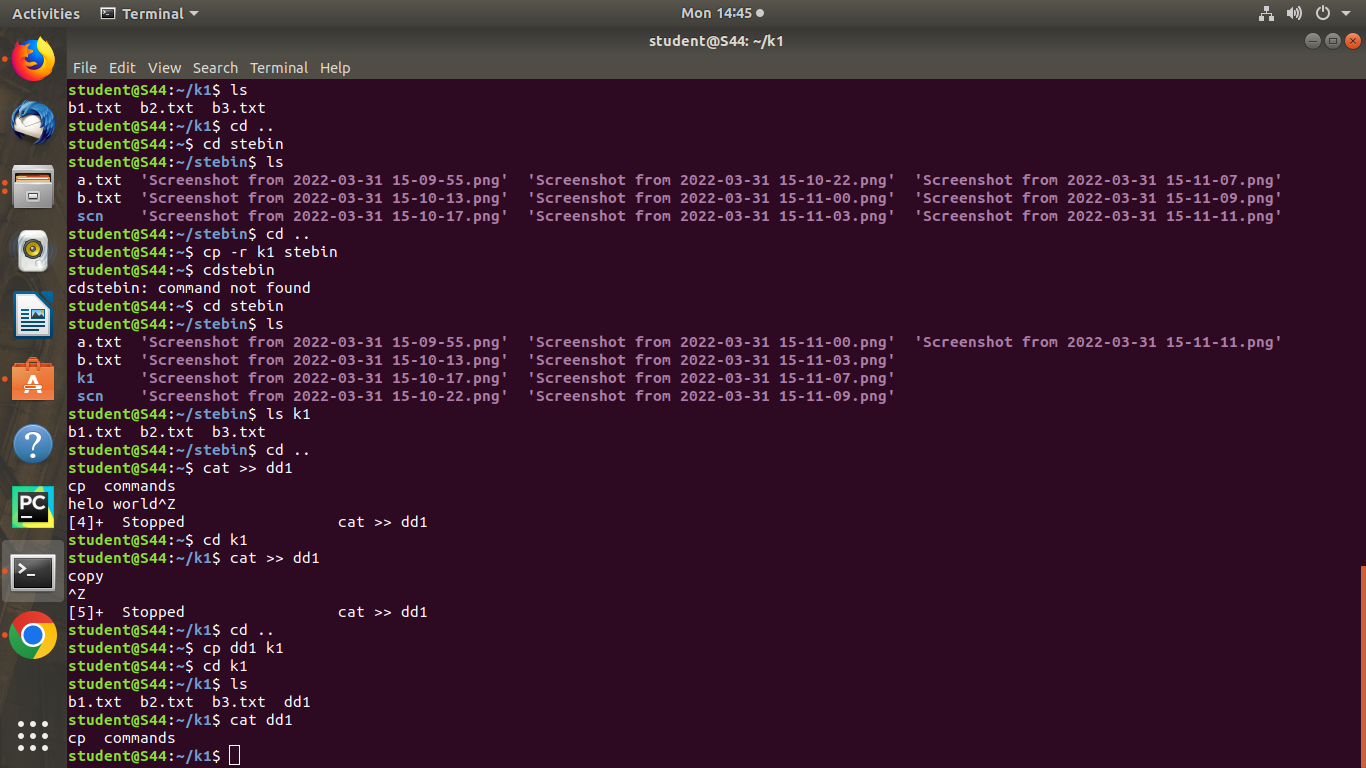 Activities Terminal Mon 14:45
student@S44: ~/k1
File Edit View Search Terminal Help
student@S44:~/k1$ ls
b1.txt  b2.txt  b3.txt
student@S44:~/k1$ cd ..
student@S44:~$ cd stebin
student@S44:~/stebin$ ls
 a.txt  'Screenshot from 2022-03-31 15-09-55.png'  'Screenshot from 2022-03-31 15-10-22.png'  'Screenshot from 2022-03-31 15-11-07.png'
 b.txt  'Screenshot from 2022-03-31 15-10-13.png'  'Screenshot from 2022-03-31 15-11-00.png'  'Screenshot from 2022-03-31 15-11-09.png'
 scn    'Screenshot from 2022-03-31 15-10-17.png'  'Screenshot from 2022-03-31 15-11-03.png'  'Screenshot from 2022-03-31 15-11-11.png'
student@S44:~/stebin$ cd ..
student@S44:~$ cp -r k1 stebin
student@S44:~$ cdstebin
cdstebin: command not found
student@S44:~$ cd stebin
student@S44:~/stebin$ ls
 a.txt  'Screenshot from 2022-03-31 15-09-55.png'  'Screenshot from 2022-03-31 15-11-00.png'  'Screenshot from 2022-03-31 15-11-11.png'
 b.txt  'Screenshot from 2022-03-31 15-10-13.png'  'Screenshot from 2022-03-31 15-11-03.png'
 k1     'Screenshot from 2022-03-31 15-10-17.png'  'Screenshot from 2022-03-31 15-11-07.png'
 scn    'Screenshot from 2022-03-31 15-10-22.png'  'Screenshot from 2022-03-31 15-11-09.png'
student@S44:~/stebin$ ls k1
b1.txt  b2.txt  b3.txt
student@S44:~/stebin$ cd ..
student@S44:~$ cat >> dd1
cp  commands
helo world^Z
[4]+  Stopped                 cat >> dd1
student@S44:~$ cd k1
student@S44:~/k1$ cat >> dd1
copy
^Z
[5]+  Stopped                 cat >> dd1
student@S44:~/k1$ cd ..
student@S44:~$ cp dd1 k1
student@S44:~$ cd k1
student@S44:~/k1$ ls
b1.txt  b2.txt  b3.txt  dd1
student@S44:~/k1$ cat dd1
cp  commands
student@S44:~/k1$
A
?
PC
>_